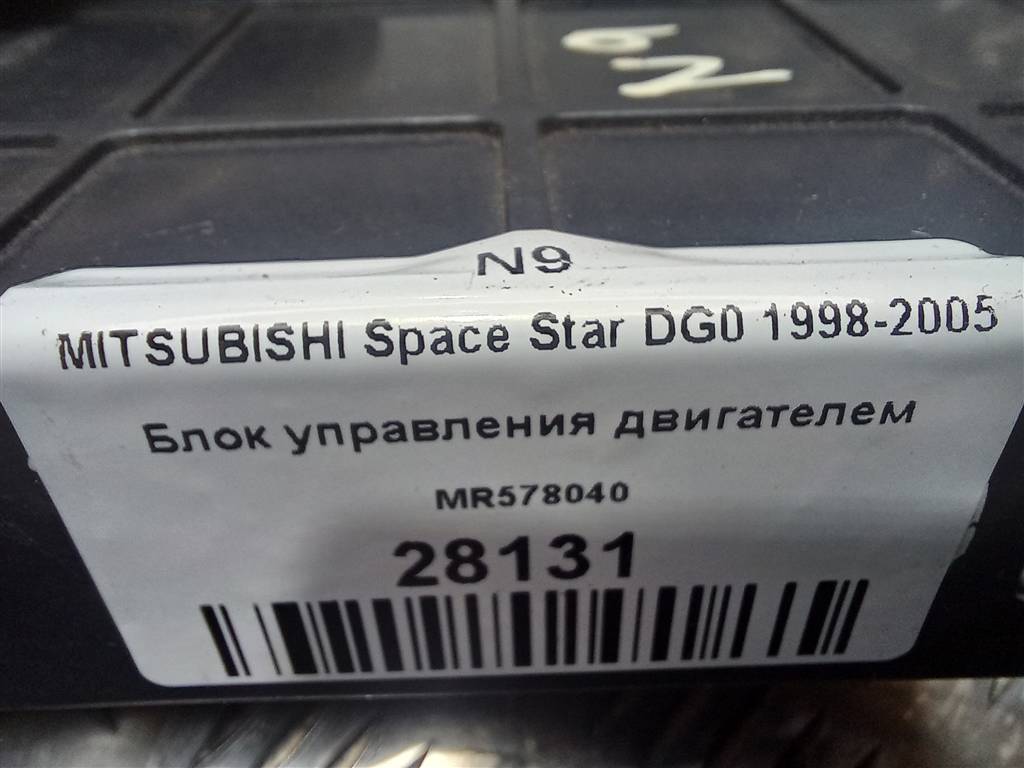 N9
N9
MITSUBISHI Space Star DG0 1998-2005
Блок управления двигателем
MR578040
28131